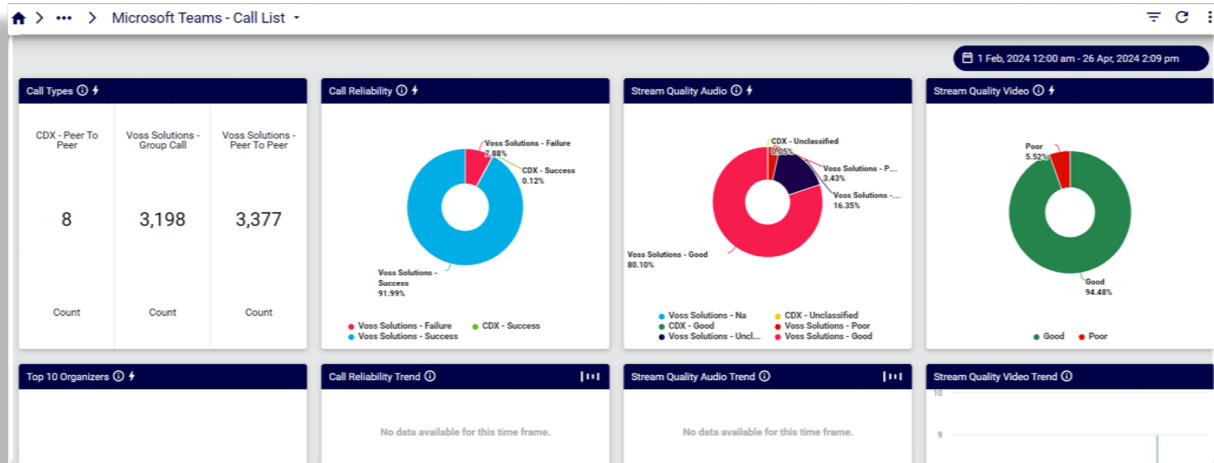 Microsoft Teams - Call List
1 Feb, 2024 12:00 am - 26 Apr, 2024 2:09 pm
Call Types
CDX - Peer To
Peer
8
Count
Voss Solutions -
Group Call
3,198
Count
Voss Solutions -
Peer To Peer
3,377
Count
Call Reliability
Voss Solutions - Failure
7.88%
CDX - Success
0.12%
Voss Solutions -
Success
91.99%
Voss Solutions - Failure
CDX - Success
Voss Solutions - Success
Stream Quality Audio
CDX - Unclassified
0.05%
Voss Solutions - P...
3.43%
Voss Solutions -...
16.35%
Voss Solutions - Good
80.10%
Voss Solutions - Na
CDX - Unclassified
CDX - Good
Voss Solutions - Poor
Voss Solutions - Uncl...
Voss Solutions - Good
Stream Quality Video
Poor
5.52%
Good
94.48%
Good
Poor
Top 10 Organizers
Call Reliability Trend
No data available for this time frame.
Stream Quality Audio Trend
No data available for this time frame.
Stream Quality Video Trend
10
9